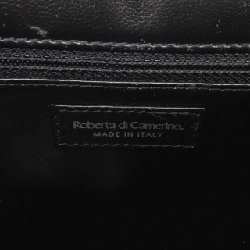 Roberta di Camerino.
MADE IN ITALY